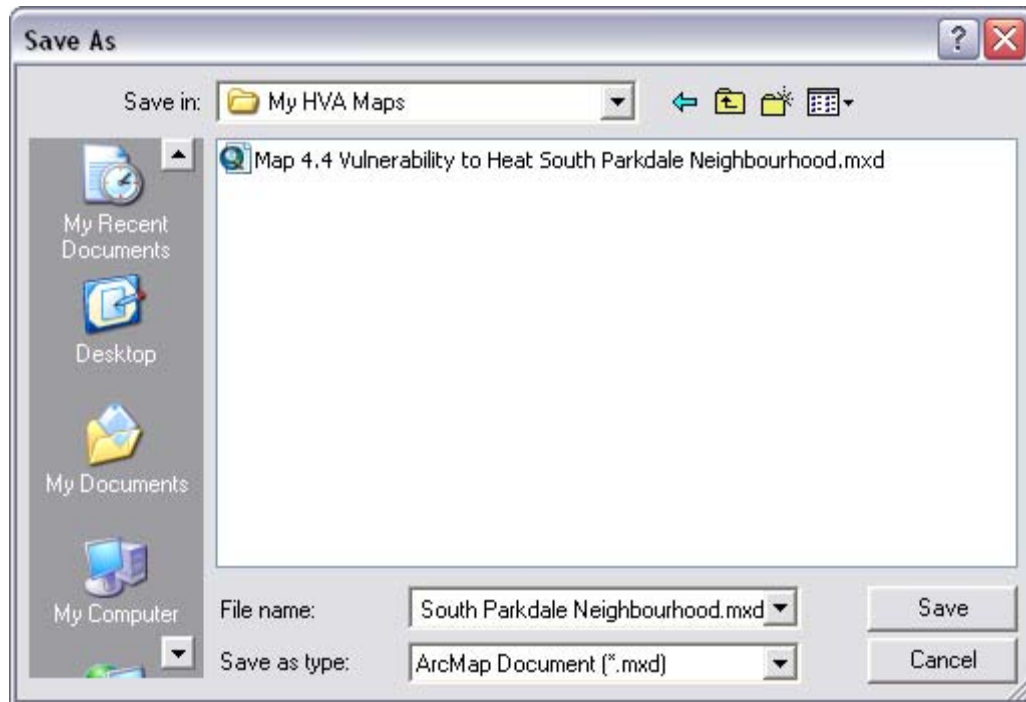 Save As
Save in:
My HVA Maps
Map 4.4 Vulnerability to Heat South Parkdale Neighbourhood.mxd
My Recent
Documents
Desktop
My Documents
My Computer
File name:
South Parkdale Neighbourhood.mxd
Save
Save as type:
ArcMap Document (*.mxd)
Cancel